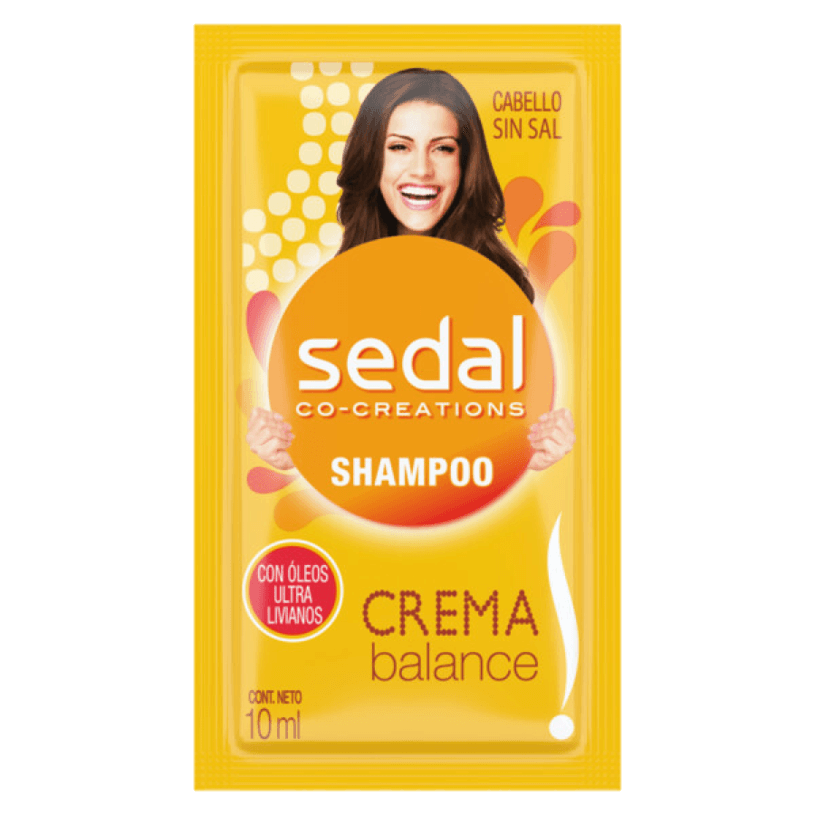 CABELLO
SIN SAL
sedal
CO-CREATIONS
SHAMPOO
CON ÓLEOS
ULTRA
LIVIANOS
CREMA
balance
CONT. NETO
10 ml